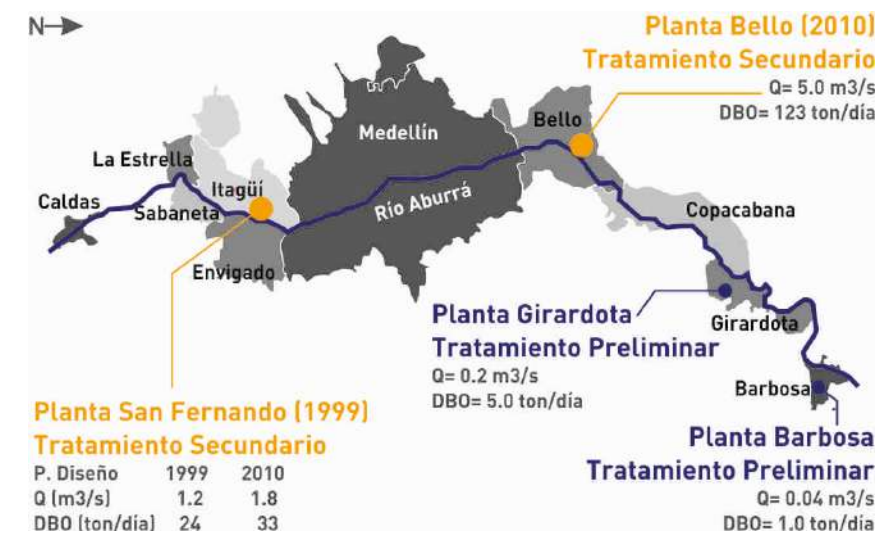 N
Planta Bello (2010)
Tratamiento Secundario
Q= 5.0 m3/s
DBO= 123 ton/día
Bello
Medellín
La Estrella
Itagüí
Caldas
Sabaneta
Río Aburrá
Copacabana
Envigado
Planta Girardota
Tratamiento Preliminar
Q= 0.2 m3/s
DBO= 5.0 ton/día
Girardota
Barbosa
Planta San Fernando (1999)
Tratamiento Secundario
P. Diseño 1999 2010
Q (m3/s) 1.2 1.8
DBO (ton/dia) 24 33
Planta Barbosa
Tratamiento Preliminar
Q= 0.04 m3/s
DBO= 1.0 ton/día